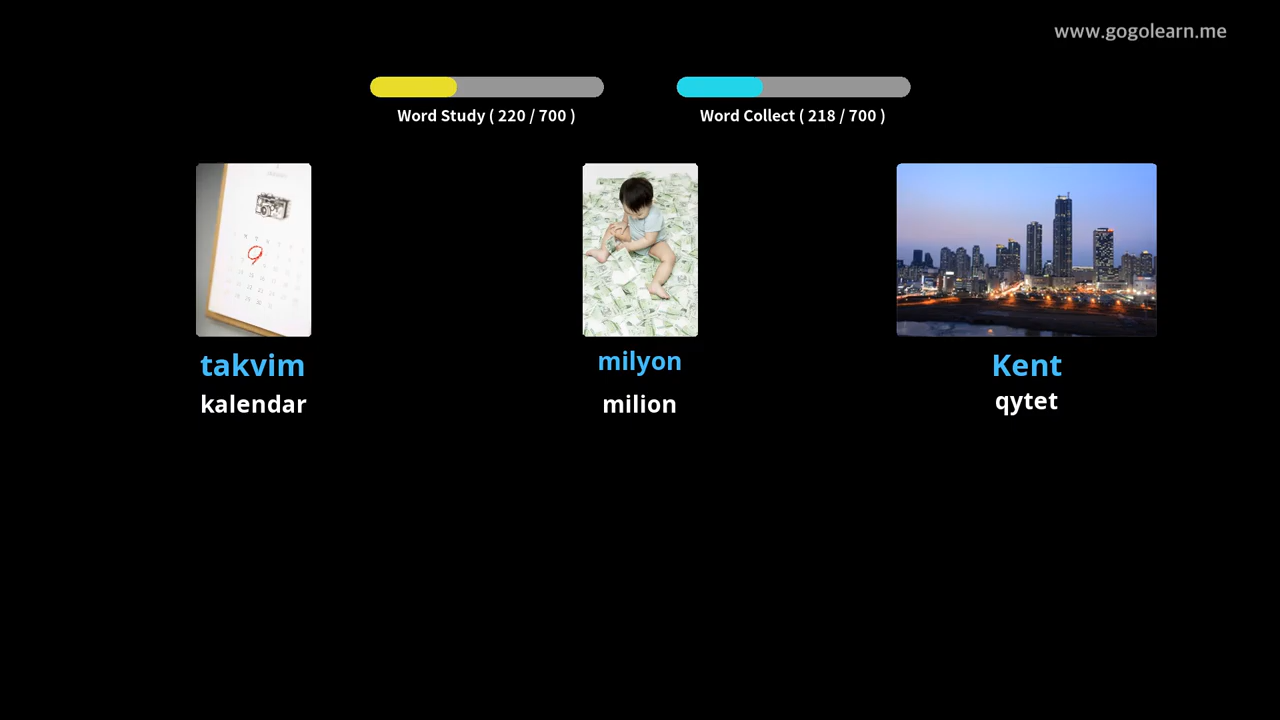 www.gogolearn.me
Word Study ( 220 / 700 )
Word Collect ( 218 / 700 )
takvim
milyon
Kent
kalendar
milion
qytet